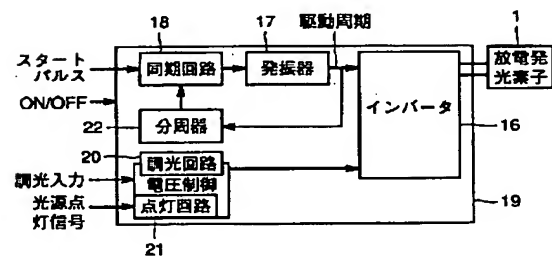 18
17
駆動周期
1
スタート
パルス
同期回路
発振器
放電発
光素子
ON/OFF
インバータ
22
分周器
16
20
調光回路
調光入力
電圧制御
光源点
灯信号
点灯回路
19
21